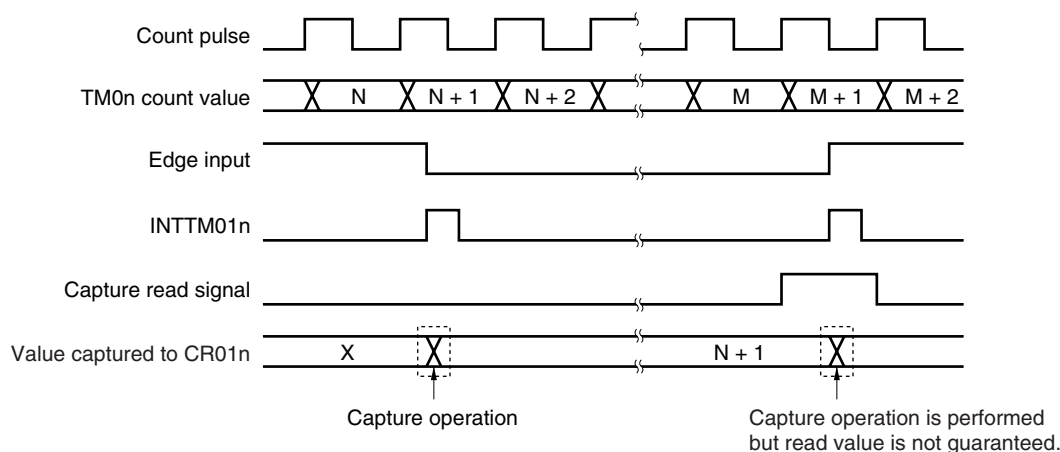 Count pulse
TM0n count value
N
N + 1
N + 2
M
M + 1
M + 2
Edge input
INTTM01n
Capture read signal
Value captured to CR01n
X
N + 1
Capture operation
Capture operation is performed
but read value is not guaranteed.